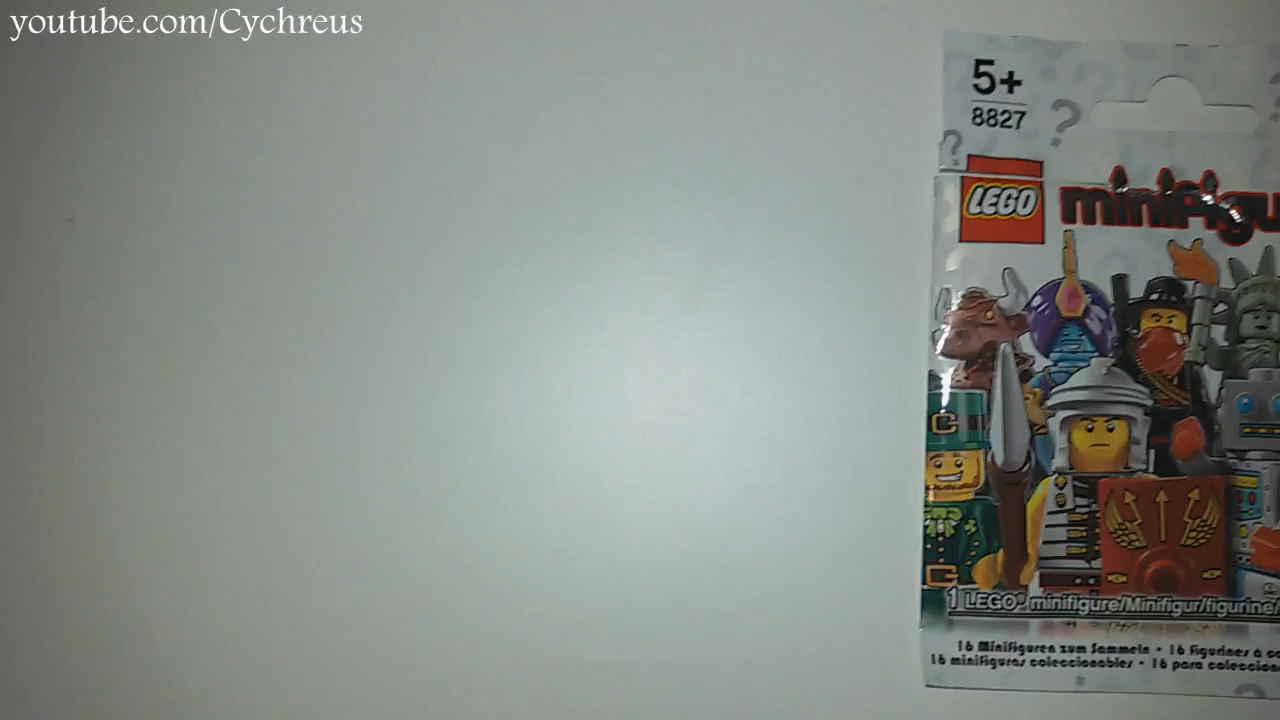 youtube.com/Cychreus
5+
8827
LEGO
minifigu
1 LEGO® minifigure/Minifigur/figurine/
16 Minifiguren zum Sammeln • 16 figurines à co
16 minifiguras coleccionables • 16 para coleccion